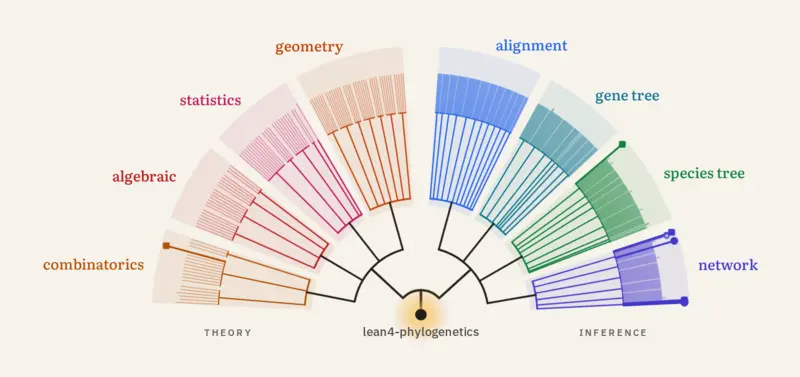 geometry
alignment
statistics
gene tree
algebraic
species tree
combinatorics
network
THEORY
lean4-phylogenetics
INFERENCE